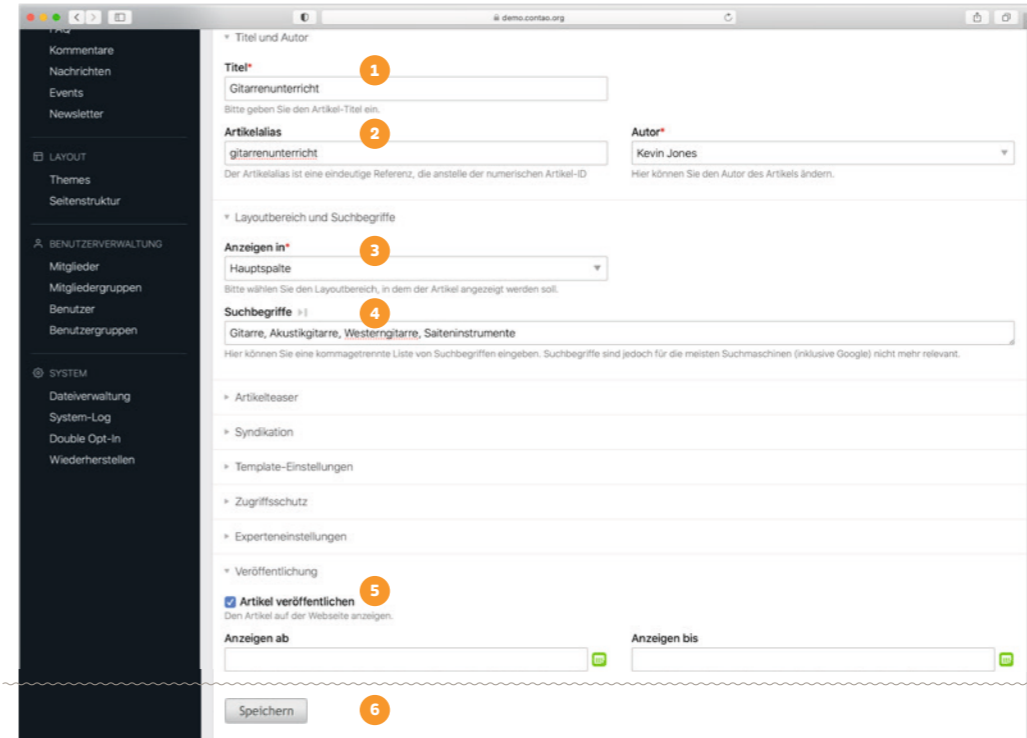 demo.contao.org
FAQ
Kommentare
Nachrichten
Events
Newsletter
LAYOUT
Themes
Seitenstruktur
BENUTZERVERWALTUNG
Mitglieder
Mitgliedergruppen
Benutzer
Benutzergruppen
SYSTEM
Dateiverwaltung
System-Log
Double Opt-In
Wiederherstellen
Titel und Autor
Titel* 1
Gitarrenunterricht
Bitte geben Sie den Artikel-Titel ein.
Artikelalias 2
gitarrenunterricht
Der Artikelalias ist eine eindeutige Referenz, die anstelle der numerischen Artikel-ID
Autor*
Kevin Jones
Hier können Sie den Autor des Artikels ändern.
Layoutbereich und Suchbegriffe
Anzeigen in* 3
Hauptspalte
Bitte wählen Sie den Layoutbereich, in dem der Artikel angezeigt werden soll.
Suchbegriffe 4
Gitarre, Akustikgitarre, Westerngitarre, Saiteninstrumente
Hier können Sie eine kommagetrennte Liste von Suchbegriffen eingeben. Suchbegriffe sind jedoch für die meisten Suchmaschinen (inklusive Google) nicht mehr relevant.
Artikelteaser
Syndikation
Template-Einstellungen
Zugriffsschutz
Experteneinstellungen
Veröffentlichung
Artikel veröffentlichen 5
Den Artikel auf der Webseite anzeigen.
Anzeigen ab
Anzeigen bis
Speichern 6